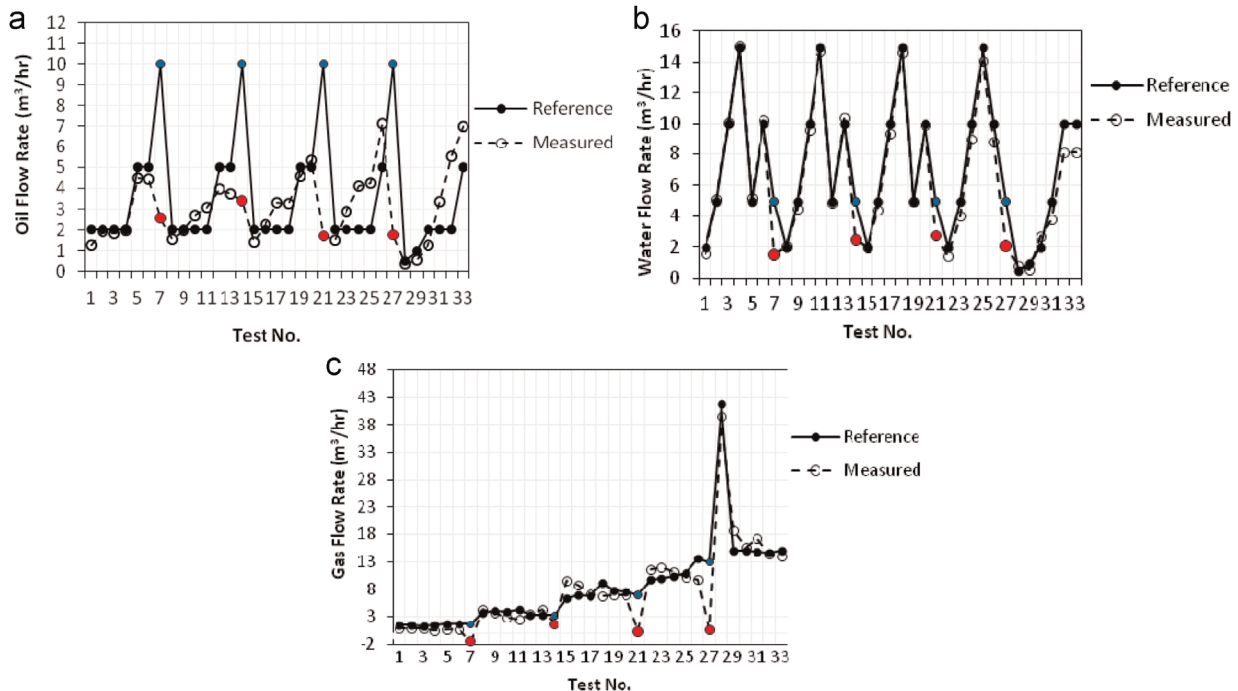 a
12
11
10
9
8
7
6
5
4
3
2
1
0
Oil Flow Rate (m³/hr)
1 3 5 7 9 11 13 15 17 19 21 23 25 27 29 31 33
Test No.
Reference
Measured
b
16
14
12
10
8
6
4
2
0
Water Flow Rate (m³/hr)
1 3 5 7 9 11 13 15 17 19 21 23 25 27 29 31 33
Test No.
Reference
Measured
c
48
43
38
33
28
23
18
13
8
3
-2
Gas Flow Rate (m³/hr)
1 3 5 7 9 11 13 15 17 19 21 23 25 27 29 31 33
Test No.
Reference
Measured